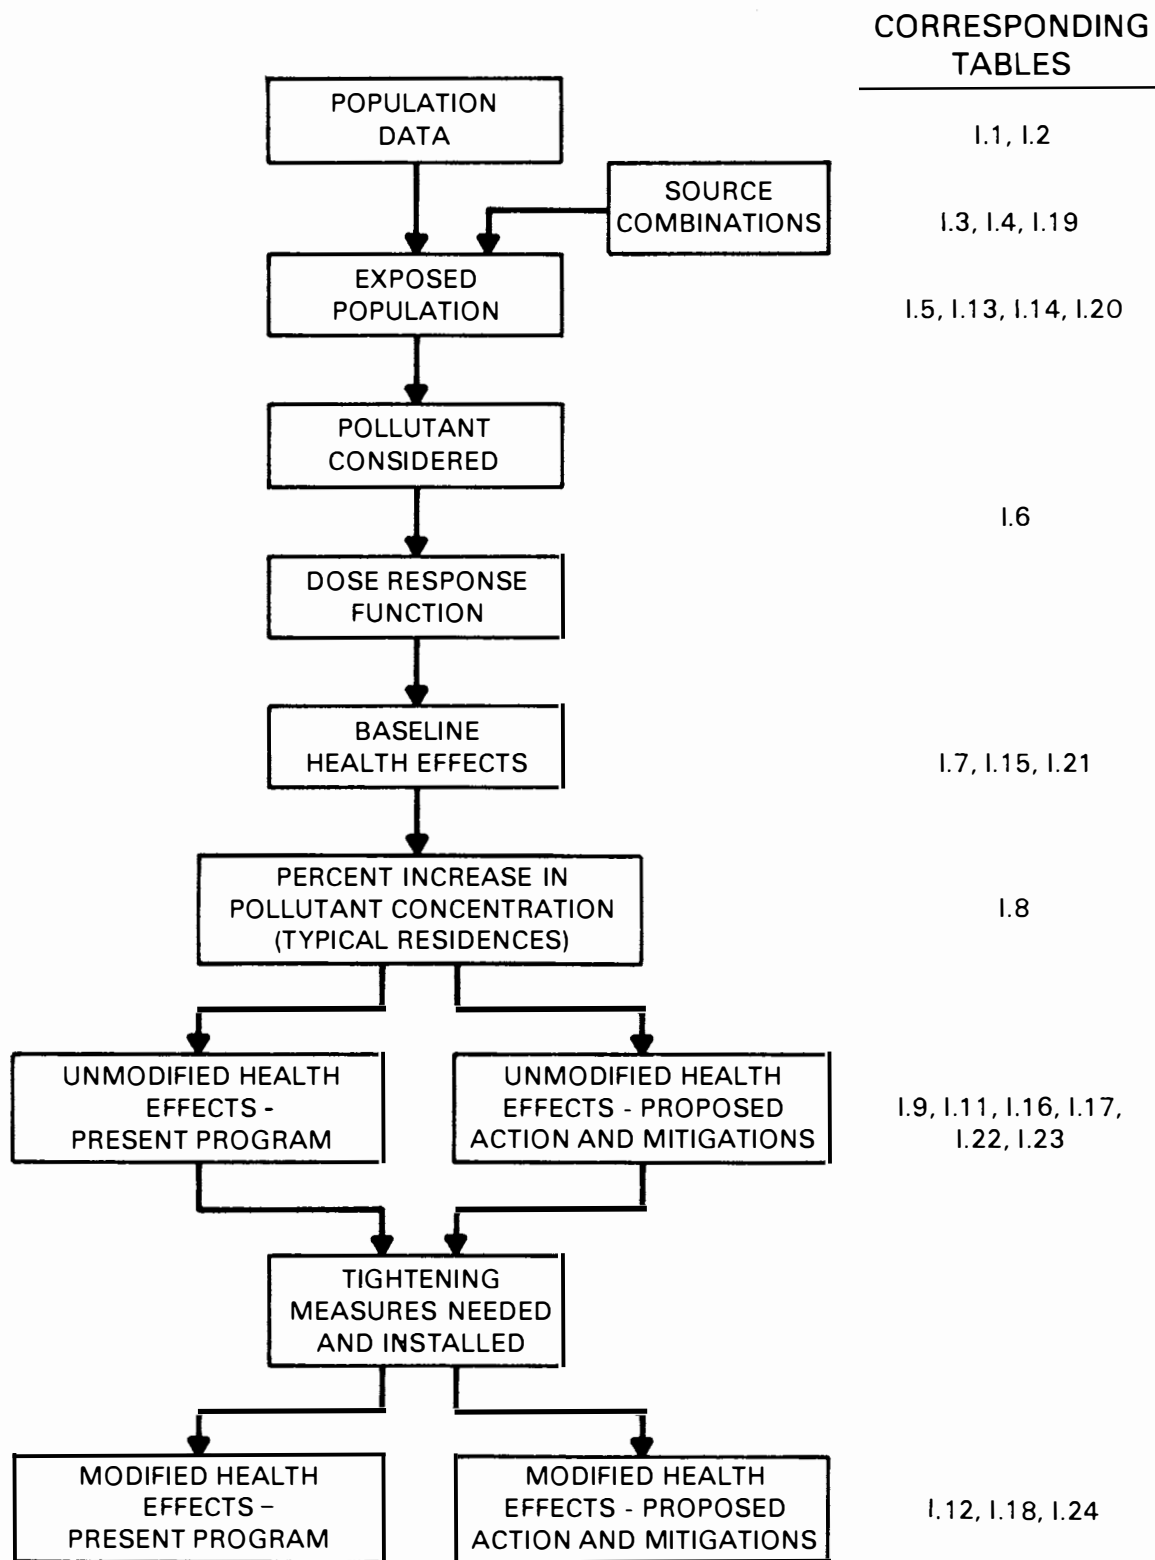 CORRESPONDING
TABLES
POPULATION
DATA
I.1, I.2
SOURCE
COMBINATIONS
I.3, I.4, I.19
EXPOSED
POPULATION
I.5, I.13, I.14, I.20
POLLUTANT
CONSIDERED
I.6
DOSE RESPONSE
FUNCTION
BASELINE
HEALTH EFFECTS
I.7, I.15, I.21
PERCENT INCREASE IN
POLLUTANT CONCENTRATION
(TYPICAL RESIDENCES)
I.8
UNMODIFIED HEALTH
EFFECTS -
PRESENT PROGRAM
UNMODIFIED HEALTH
EFFECTS - PROPOSED
ACTION AND MITIGATIONS
I.9, I.11, I.16, I.17,
I.22, I.23
TIGHTENING
MEASURES NEEDED
AND INSTALLED
MODIFIED HEALTH
EFFECTS –
PRESENT PROGRAM
MODIFIED HEALTH
EFFECTS - PROPOSED
ACTION AND MITIGATIONS
I.12, I.18, I.24